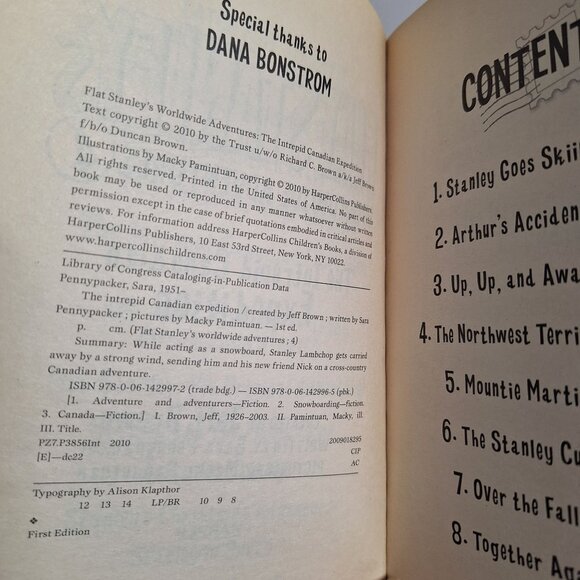 Special thanks to
DANA BONSTROM
Flat Stanley's Worldwide Adventures: The Intrepid Canadian Expedition
Text copyright © 2010 by the Trust u/w/o Richard C. Brown a/k/a Jeff Brown
f/b/o Duncan Brown.
Illustrations by Macky Pamintuan, copyright © 2010 by HarperCollins Publishers.
All rights reserved. Printed in the United States of America. No part of this
book may be used or reproduced in any manner whatsoever without written
permission except in the case of brief quotations embodied in critical articles and
reviews. For information address HarperCollins Children's Books, a division of
HarperCollins Publishers, 10 East 53rd Street, New York, NY 10022.
www.harpercollinschildrens.com
Library of Congress Cataloging-in-Publication Data
Pennypacker, Sara, 1951–
The intrepid Canadian expedition / created by Jeff Brown ; written by Sara
Pennypacker ; pictures by Macky Pamintuan. — 1st ed.
p. cm. (Flat Stanley's worldwide adventures ; 4)
Summary: While acting as a snowboard, Stanley Lambchop gets carried
away by a strong wind, sending him and his new friend Nick on a cross-country
Canadian adventure.
ISBN 978-0-06-142997-2 (trade bdg.) — ISBN 978-0-06-142996-5 (pbk.)
[1. Adventure and adventurers—Fiction. 2. Snowboarding—fiction.
3. Canada—Fiction.] I. Brown, Jeff, 1926–2003. II. Pamintuan, Macky, ill.
III. Title.
PZ7.P3856Int 2010 2009018295
[E]—dc22 CIP
AC
Typography by Alison Klapthor
12 13 14 LP/BR 10 9 8
❖
First Edition
CONTENT
1. Stanley Goes Skii
2. Arthur's Acciden
3. Up, Up, and Awa
4. The Northwest Terri
5. Mountie Marti
6. The Stanley Cu
7. Over the Fall
8. Together Aga